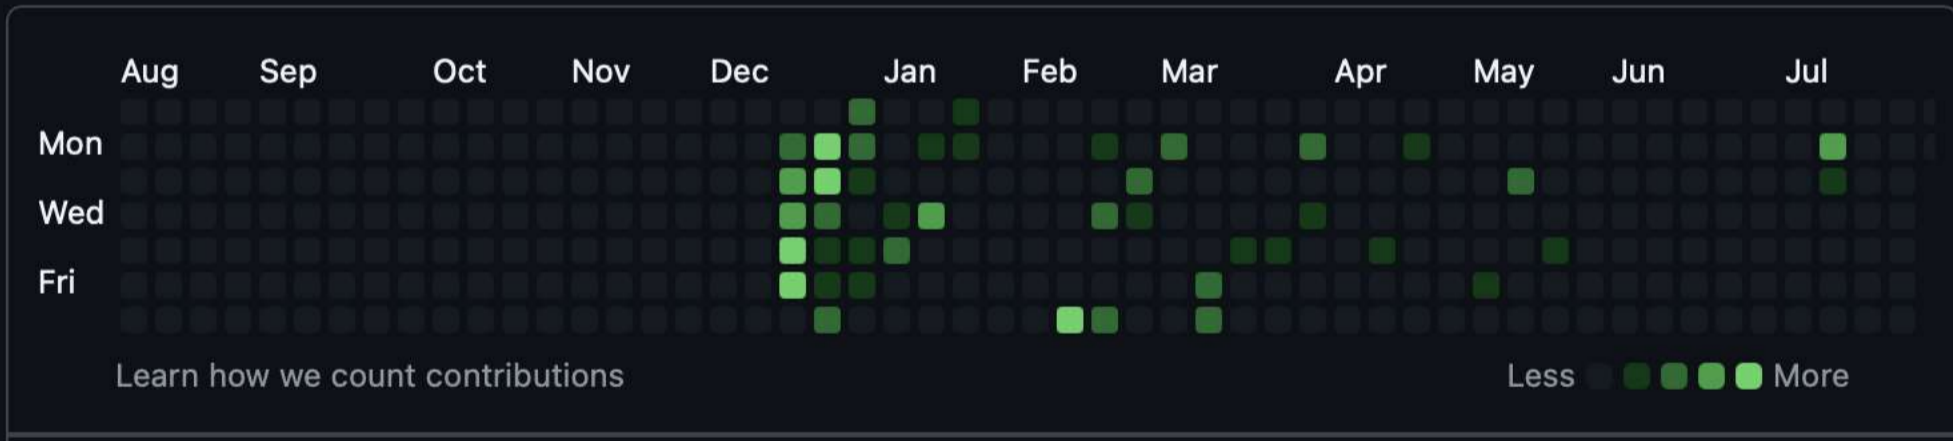 Aug Sep Oct Nov Dec Jan Feb Mar Apr May Jun Jul
Mon
Wed
Fri
Learn how we count contributions
Less More